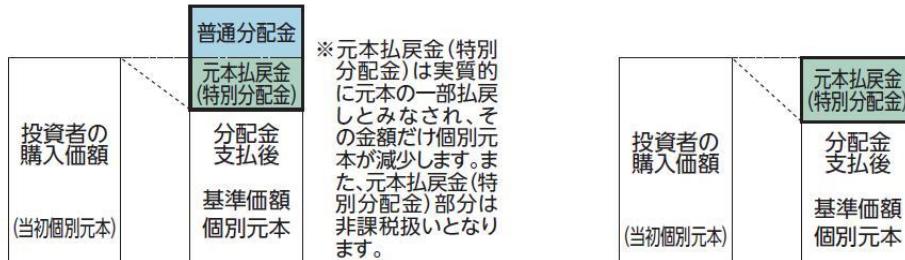 普通分配金
元本払戻金
(特別分配金)
投資者の
購入価額
(当初個別元本)
分配金
支払後
基準価額
個別元本
※元本払戻金(特別
分配金)は実質的
に元本の一部払戻
しとみなされ、そ
の金額だけ個別元
本が減少します。ま
た、元本払戻金(特
別分配金)部分は
非課税扱いとなり
ます。
投資者の
購入価額
(当初個別元本)
元本払戻金
(特別分配金)
分配金
支払後
基準価額
個別元本